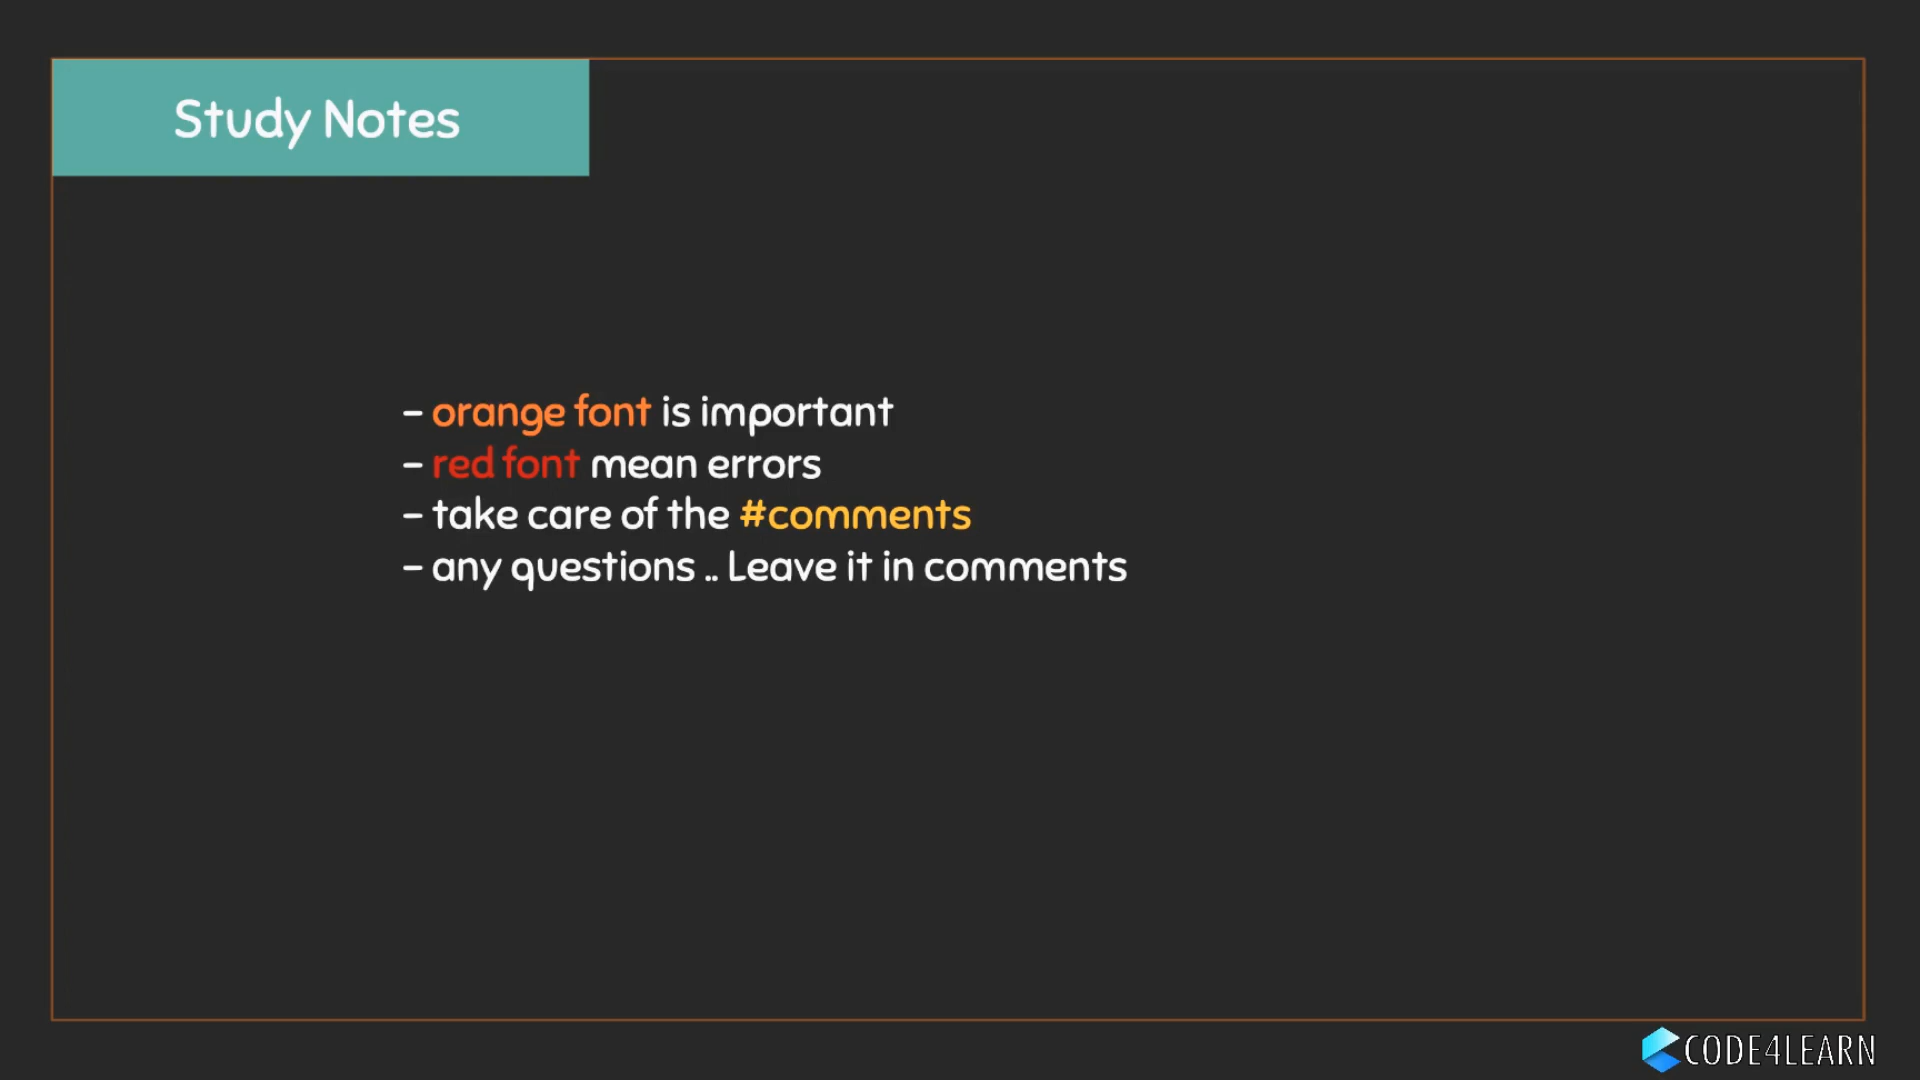 Study Notes
- orange font is important
- red font mean errors
- take care of the #comments
- any questions .. Leave it in comments
CODE4LEARN